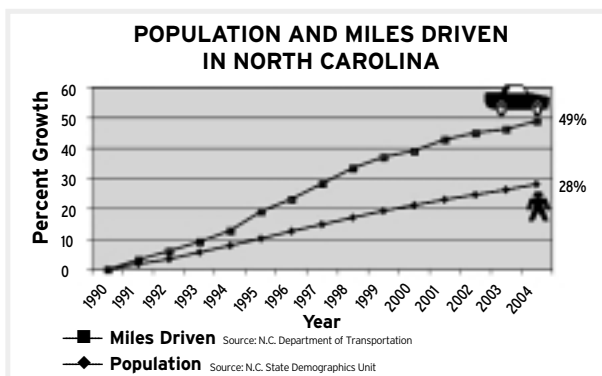 POPULATION AND MILES DRIVEN
IN NORTH CAROLINA
Percent Growth
60
50
40
30
20
10
0
49%
28%
1990 1991 1992 1993 1994 1995 1996 1997 1998 1999 2000 2001 2002 2003 2004
Year
Miles Driven Source: N.C. Department of Transportation
Population Source: N.C. State Demographics Unit